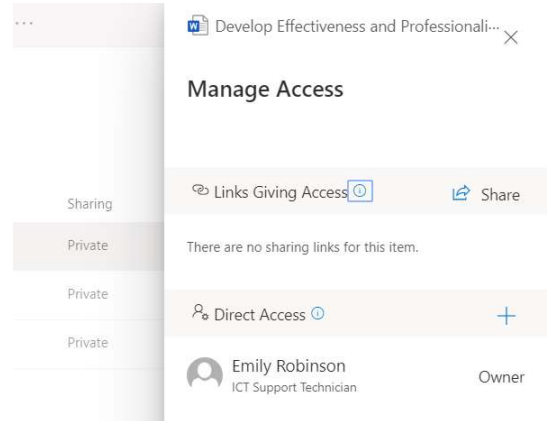 ...
Develop Effectiveness and Professionali...
Manage Access
Links Giving Access
Share
Sharing
There are no sharing links for this item.
Private
Private
Direct Access
Private
Emily Robinson
ICT Support Technician
Owner